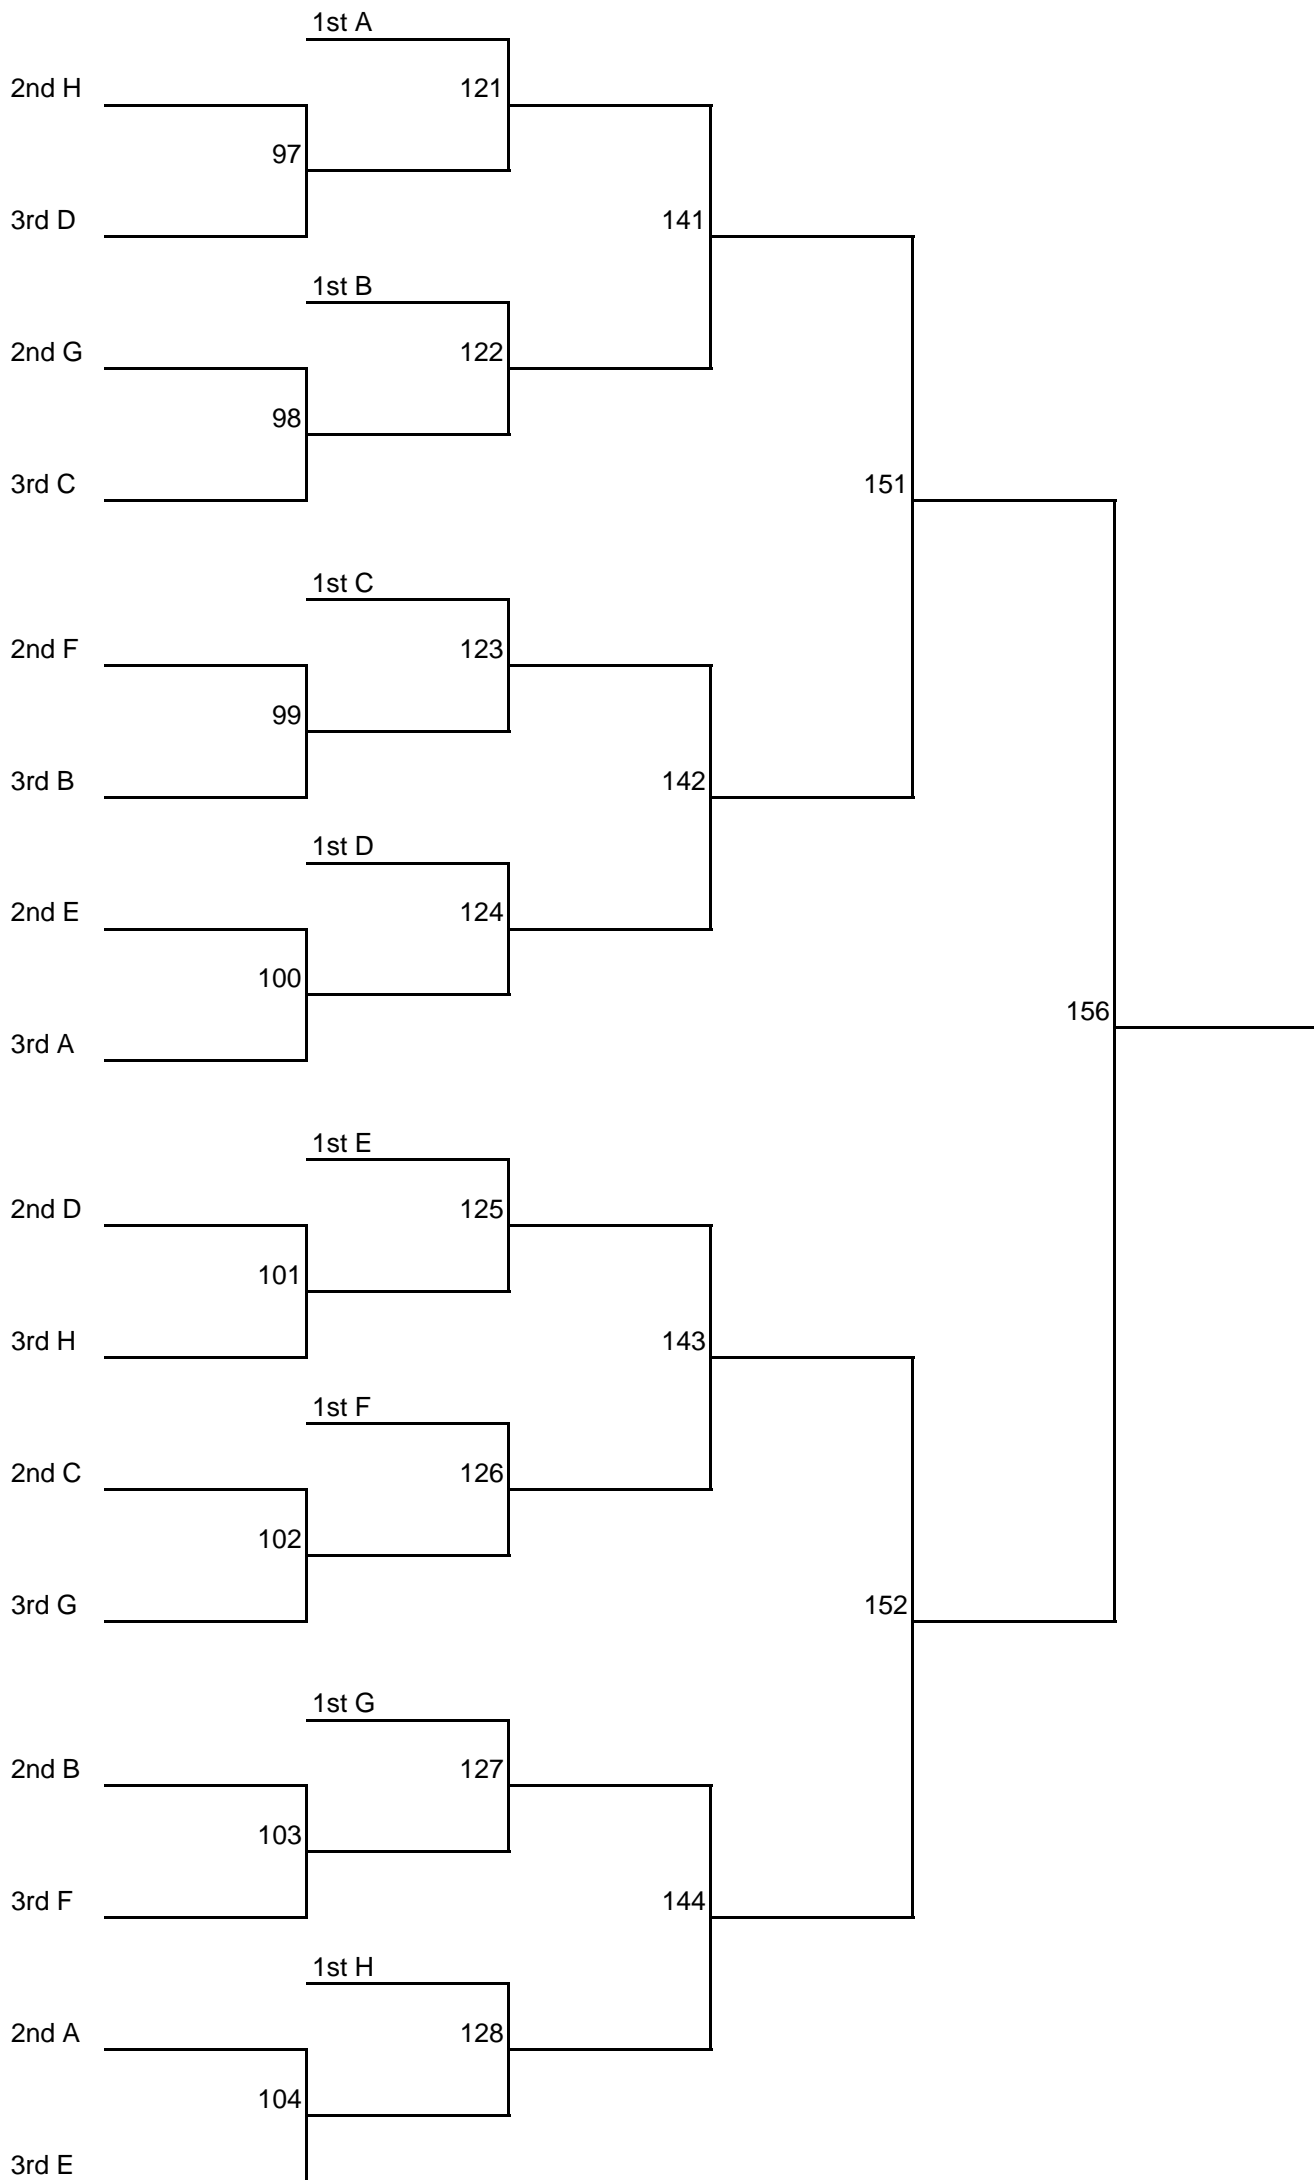 1st A
2nd H
121
97
3rd D
141
1st B
2nd G
122
98
3rd C
151
1st C
2nd F
123
99
3rd B
142
1st D
2nd E
124
100
156
3rd A
1st E
2nd D
125
101
3rd H
143
1st F
2nd C
126
102
3rd G
152
1st G
2nd B
127
103
3rd F
144
1st H
2nd A
128
104
3rd E